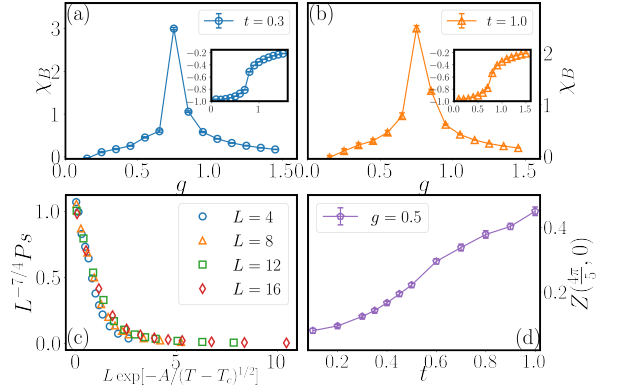 (a)
t = 0.3
χ_B
3
2
1
0
0.0
0.5
1.0
1.5
g
−0.2
−0.4
−0.6
−0.8
−1.0
0
1
(b)
t = 1.0
χ_B
2
1
0
0.0
0.5
1.0
1.5
g
−0.2
−0.4
−0.6
−0.8
−1.0
0.0
0.5
1.0
1.5
(c)
L = 4
L = 8
L = 12
L = 16
L^{−7/4}Ps
1.0
0.5
0.0
0
5
10
L exp[−A/(T − T_c)^{1/2}]
(d)
g = 0.5
Z(4π/5, 0)
0.4
0.2
0.2
0.4
0.6
0.8
1.0
t